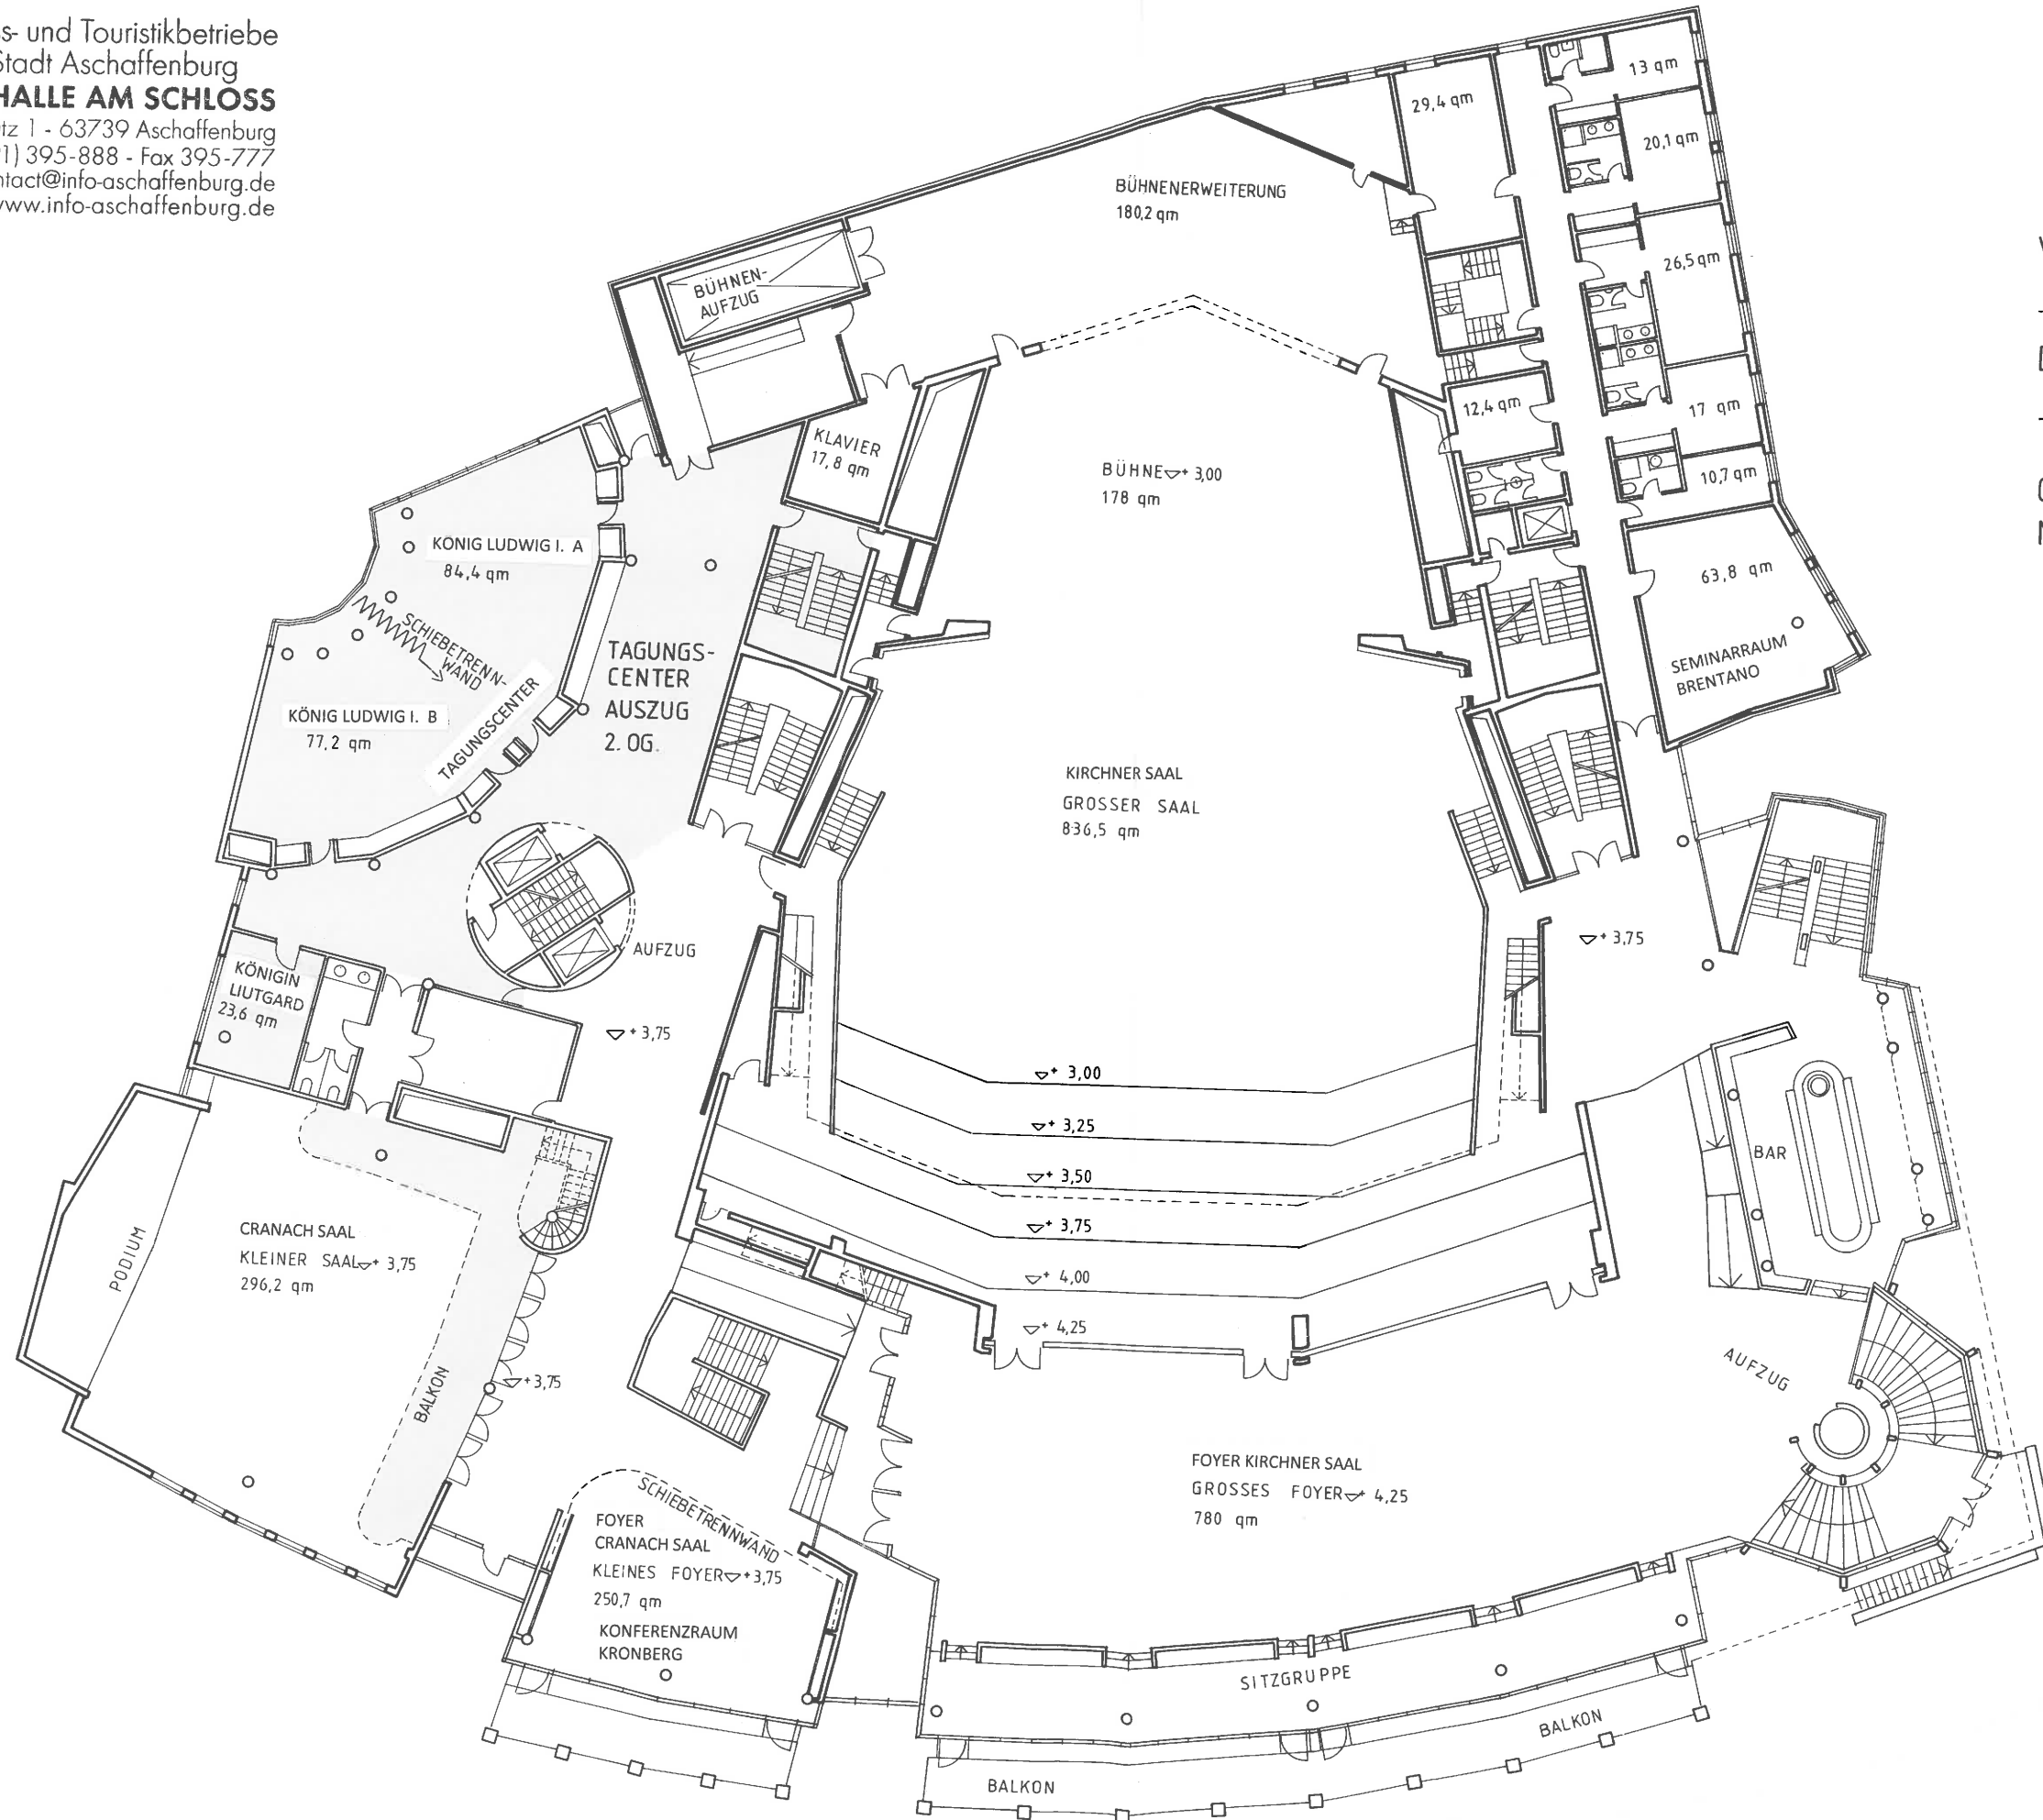 s- und Touristikbetriebe
Stadt Aschaffenburg
HALLE AM SCHLOSS
tz 1 - 63739 Aschaffenburg
1) 395-888 - Fax 395-777
ntact@info-aschaffenburg.de
www.info-aschaffenburg.de
13 qm
29,4 qm
20,1 qm
BÜHNENERWEITERUNG
180,2 qm
26,5 qm
BÜHNEN-
AUFZUG
12,4 qm
17 qm
KLAVIER
17,8 qm
BÜHNE + 3,00
178 qm
10,7 qm
KÖNIG LUDWIG I. A
84,4 qm
63,8 qm
SEMINARRAUM
BRENTANO
SCHIEBETRENN-
WAND
TAGUNGS-
CENTER
AUSZUG
2. OG.
KÖNIG LUDWIG I. B
77,2 qm
TAGUNGSCENTER
KIRCHNER SAAL
GROSSER SAAL
836,5 qm
AUFZUG
+ 3,75
KÖNIGIN
LIUTGARD
23,6 qm
+ 3,75
+ 3,00
+ 3,25
+ 3,50
+ 3,75
+ 4,00
+ 4,25
BAR
PODIUM
CRANACH SAAL
KLEINER SAAL + 3,75
296,2 qm
BALKON
+ 3,75
AUFZUG
FOYER KIRCHNER SAAL
GROSSES FOYER + 4,25
780 qm
SCHIEBETRENNWAND
FOYER
CRANACH SAAL
KLEINES FOYER + 3,75
250,7 qm
KONFERENZRAUM
KRONBERG
SITZGRUPPE
BALKON
BALKON